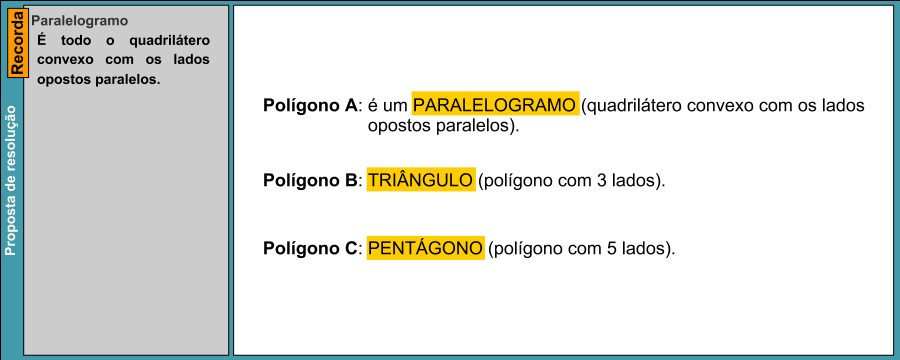 Recorda
Paralelogramo
É todo o quadrilátero
convexo com os lados
opostos paralelos.
Proposta de resolução
Polígono A: é um PARALELOGRAMO (quadrilátero convexo com os lados
opostos paralelos).
Polígono B: TRIÂNGULO (polígono com 3 lados).
Polígono C: PENTÁGONO (polígono com 5 lados).